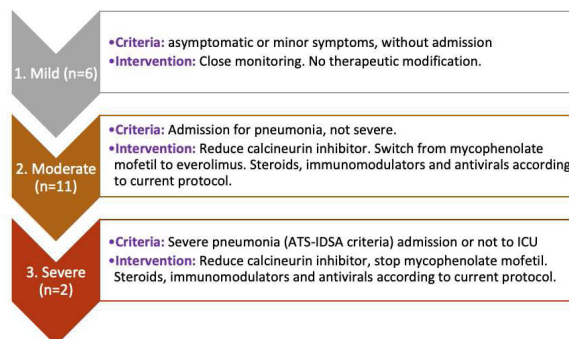 1. Mild (n=6)
•Criteria: asymptomatic or minor symptoms, without admission
•Intervention: Close monitoring. No therapeutic modification.
2. Moderate
(n=11)
•Criteria: Admission for pneumonia, not severe.
•Intervention: Reduce calcineurin inhibitor. Switch from mycophenolate
mofetil to everolimus. Steroids, immunomodulators and antivirals according
to current protocol.
3. Severe
(n=2)
•Criteria: Severe pneumonia (ATS-IDSA criteria) admission or not to ICU
•Intervention: Reduce calcineurin inhibitor, stop mycophenolate mofetil.
Steroids, immunomodulators and antivirals according to current protocol.